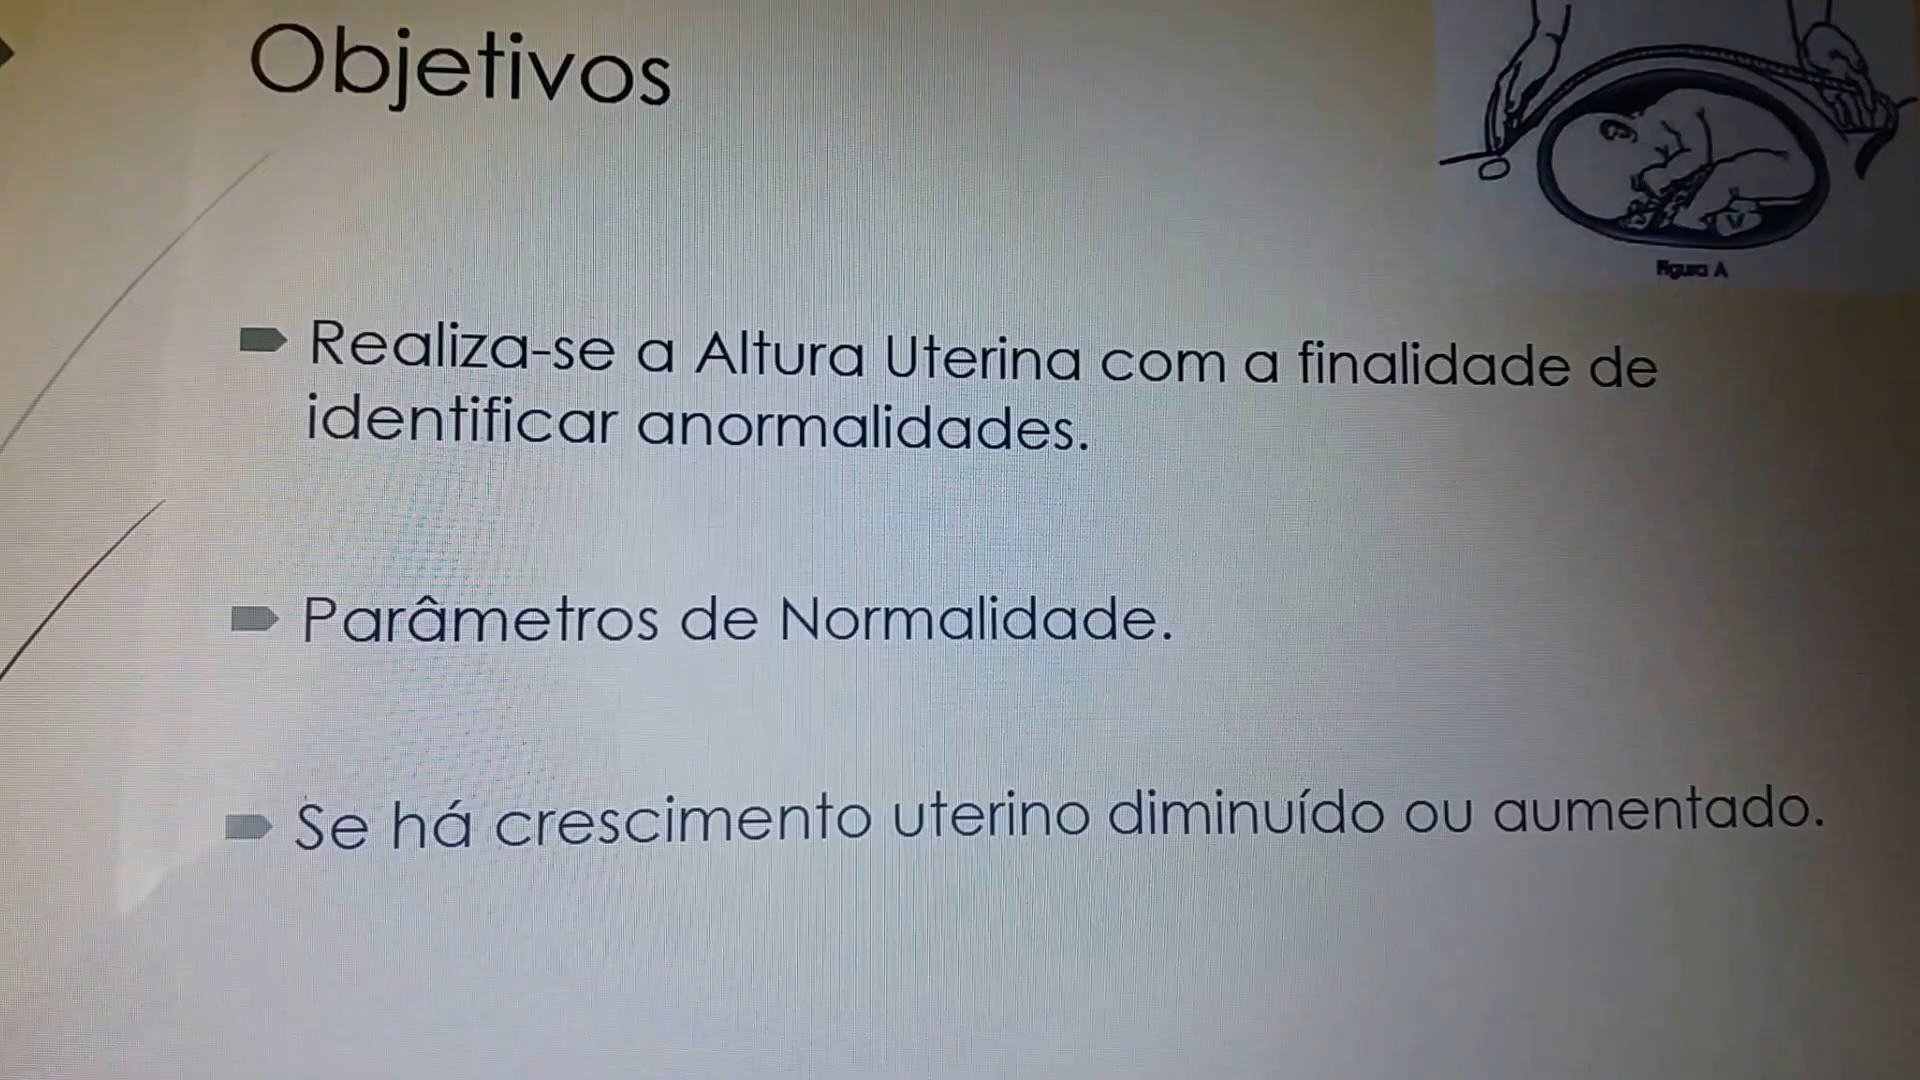 Objetivos
Figura A
Realiza-se a Altura Uterina com a finalidade de
identificar anormalidades.
Parâmetros de Normalidade.
Se há crescimento uterino diminuído ou aumentado.